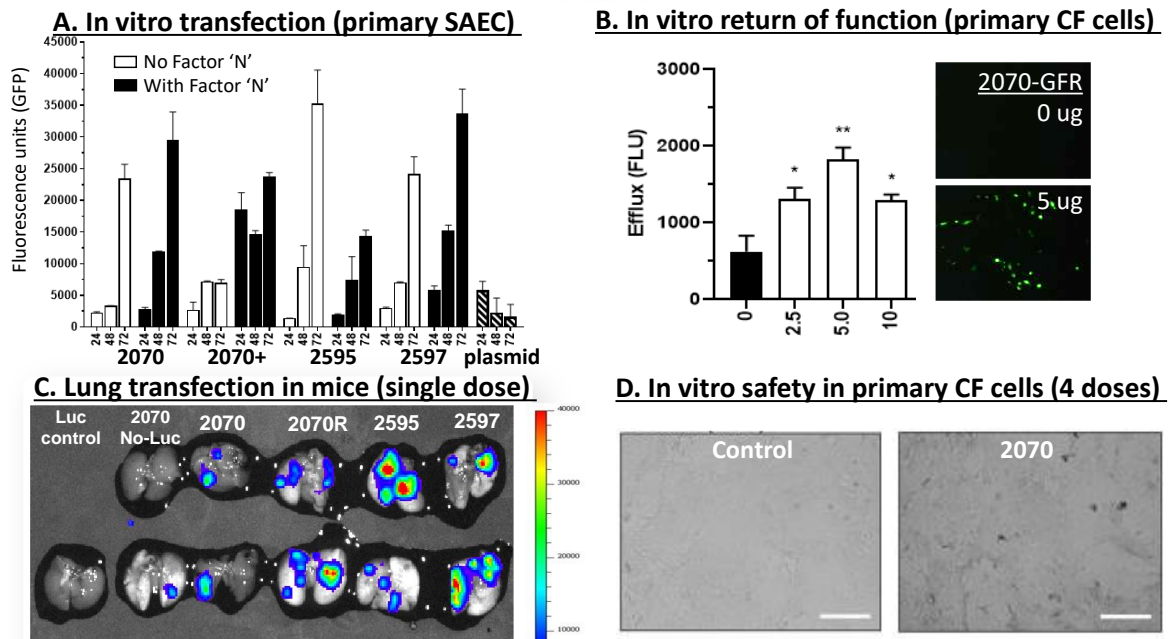 A. In vitro transfection (primary SAEC)
Fluorescence units (GFP)
45000
40000
35000
30000
25000
20000
15000
10000
5000
0
No Factor ‘N’
With Factor ‘N’
24 48 72 24 48 72 24 48 72 24 48 72 24 48 72 24 48 72 24 48 72 24 48 72 24 48 72
2070 2070+ 2595 2597 plasmid
B. In vitro return of function (primary CF cells)
Efflux (FLU)
3000
2000
1000
0
* ** *
0 2.5 5.0 10
2070-GFR
0 ug
5 ug
C. Lung transfection in mice (single dose)
Luc control
2070 No-Luc
2070
2070R
2595
2597
40000
30000
20000
10000
D. In vitro safety in primary CF cells (4 doses)
Control
2070